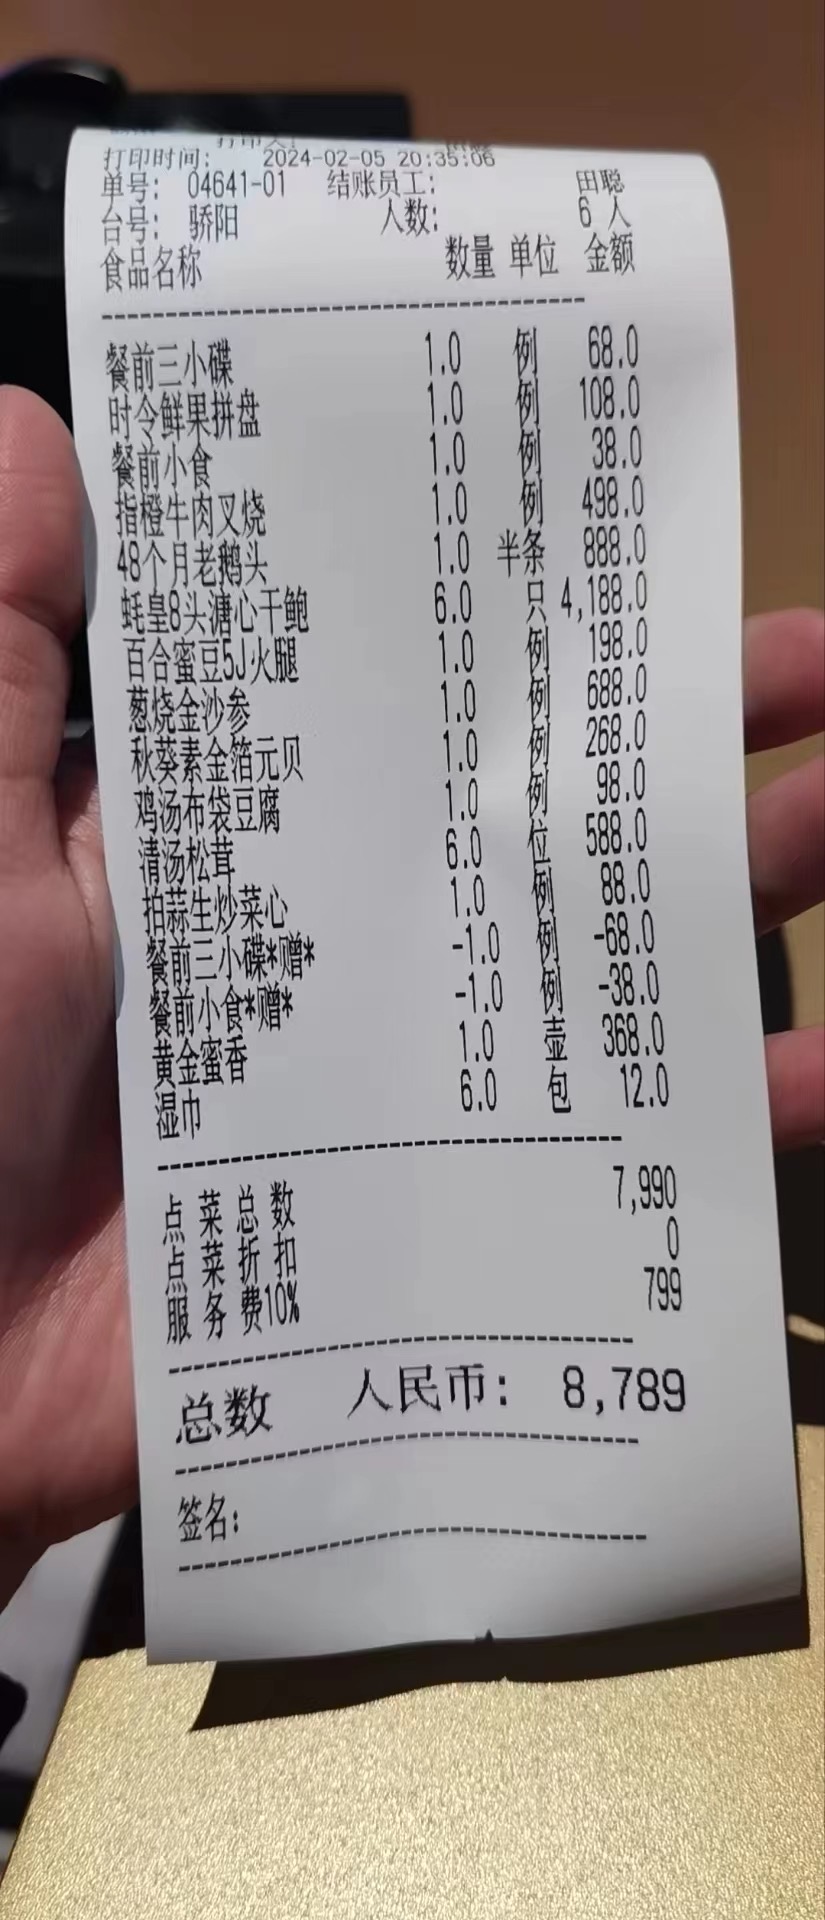 打印时间: 2024-02-05 20:35:06
单号: 04641-01 结账员工: 田聪
台号: 骄阳 人数: 6 人
食品名称 数量 单位 金额
餐前三小碟 1.0 例 68.0
时令鲜果拼盘 1.0 例 108.0
餐前小食 1.0 例 38.0
指橙牛肉叉烧 1.0 例 498.0
48个月老鹅头 1.0 半条 888.0
蚝皇8头溏心干鲍 6.0 只 4,188.0
百合蜜豆5J火腿 1.0 例 198.0
葱烧金沙参 1.0 例 688.0
秋葵素金箔元贝 1.0 例 268.0
鸡汤布袋豆腐 1.0 例 98.0
清汤松茸 6.0 位 588.0
拍蒜生炒菜心 1.0 例 88.0
餐前三小碟*赠* -1.0 例 -68.0
餐前小食*赠* -1.0 例 -38.0
黄金蜜香 1.0 壶 368.0
湿巾 6.0 包 12.0
点菜总数 7,990
点菜折扣 0
服务费10% 799
总数 人民币: 8,789
签名: